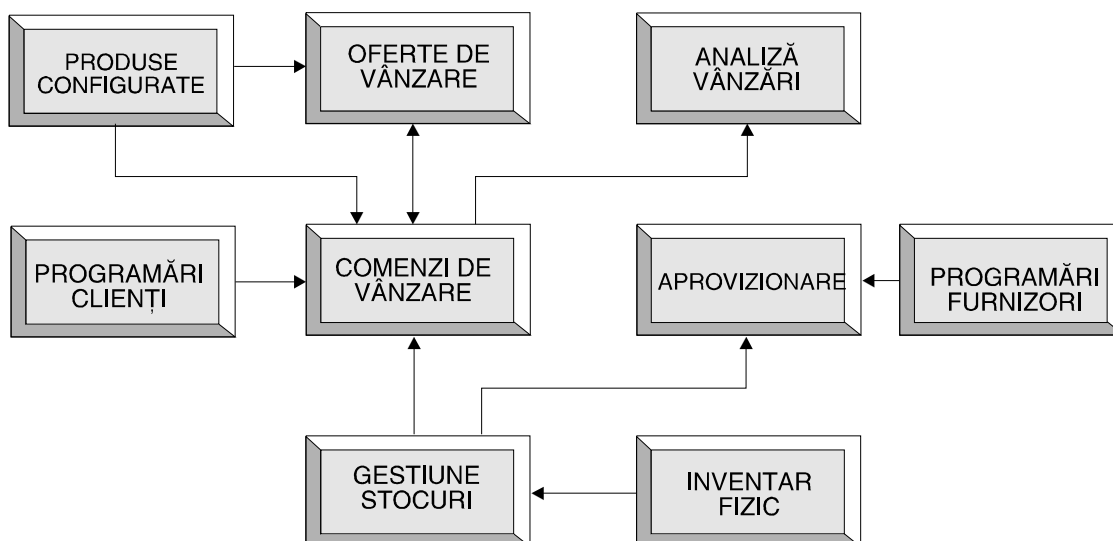 PRODUSE
CONFIGURATE
OFERTE DE
VÂNZARE
ANALIZĂ
VÂNZĂRI
PROGRAMĂRI
CLIENȚI
COMENZI DE
VÂNZARE
APROVIZIONARE
PROGRAMĂRI
FURNIZORI
GESTIUNE
STOCURI
INVENTAR
FIZIC